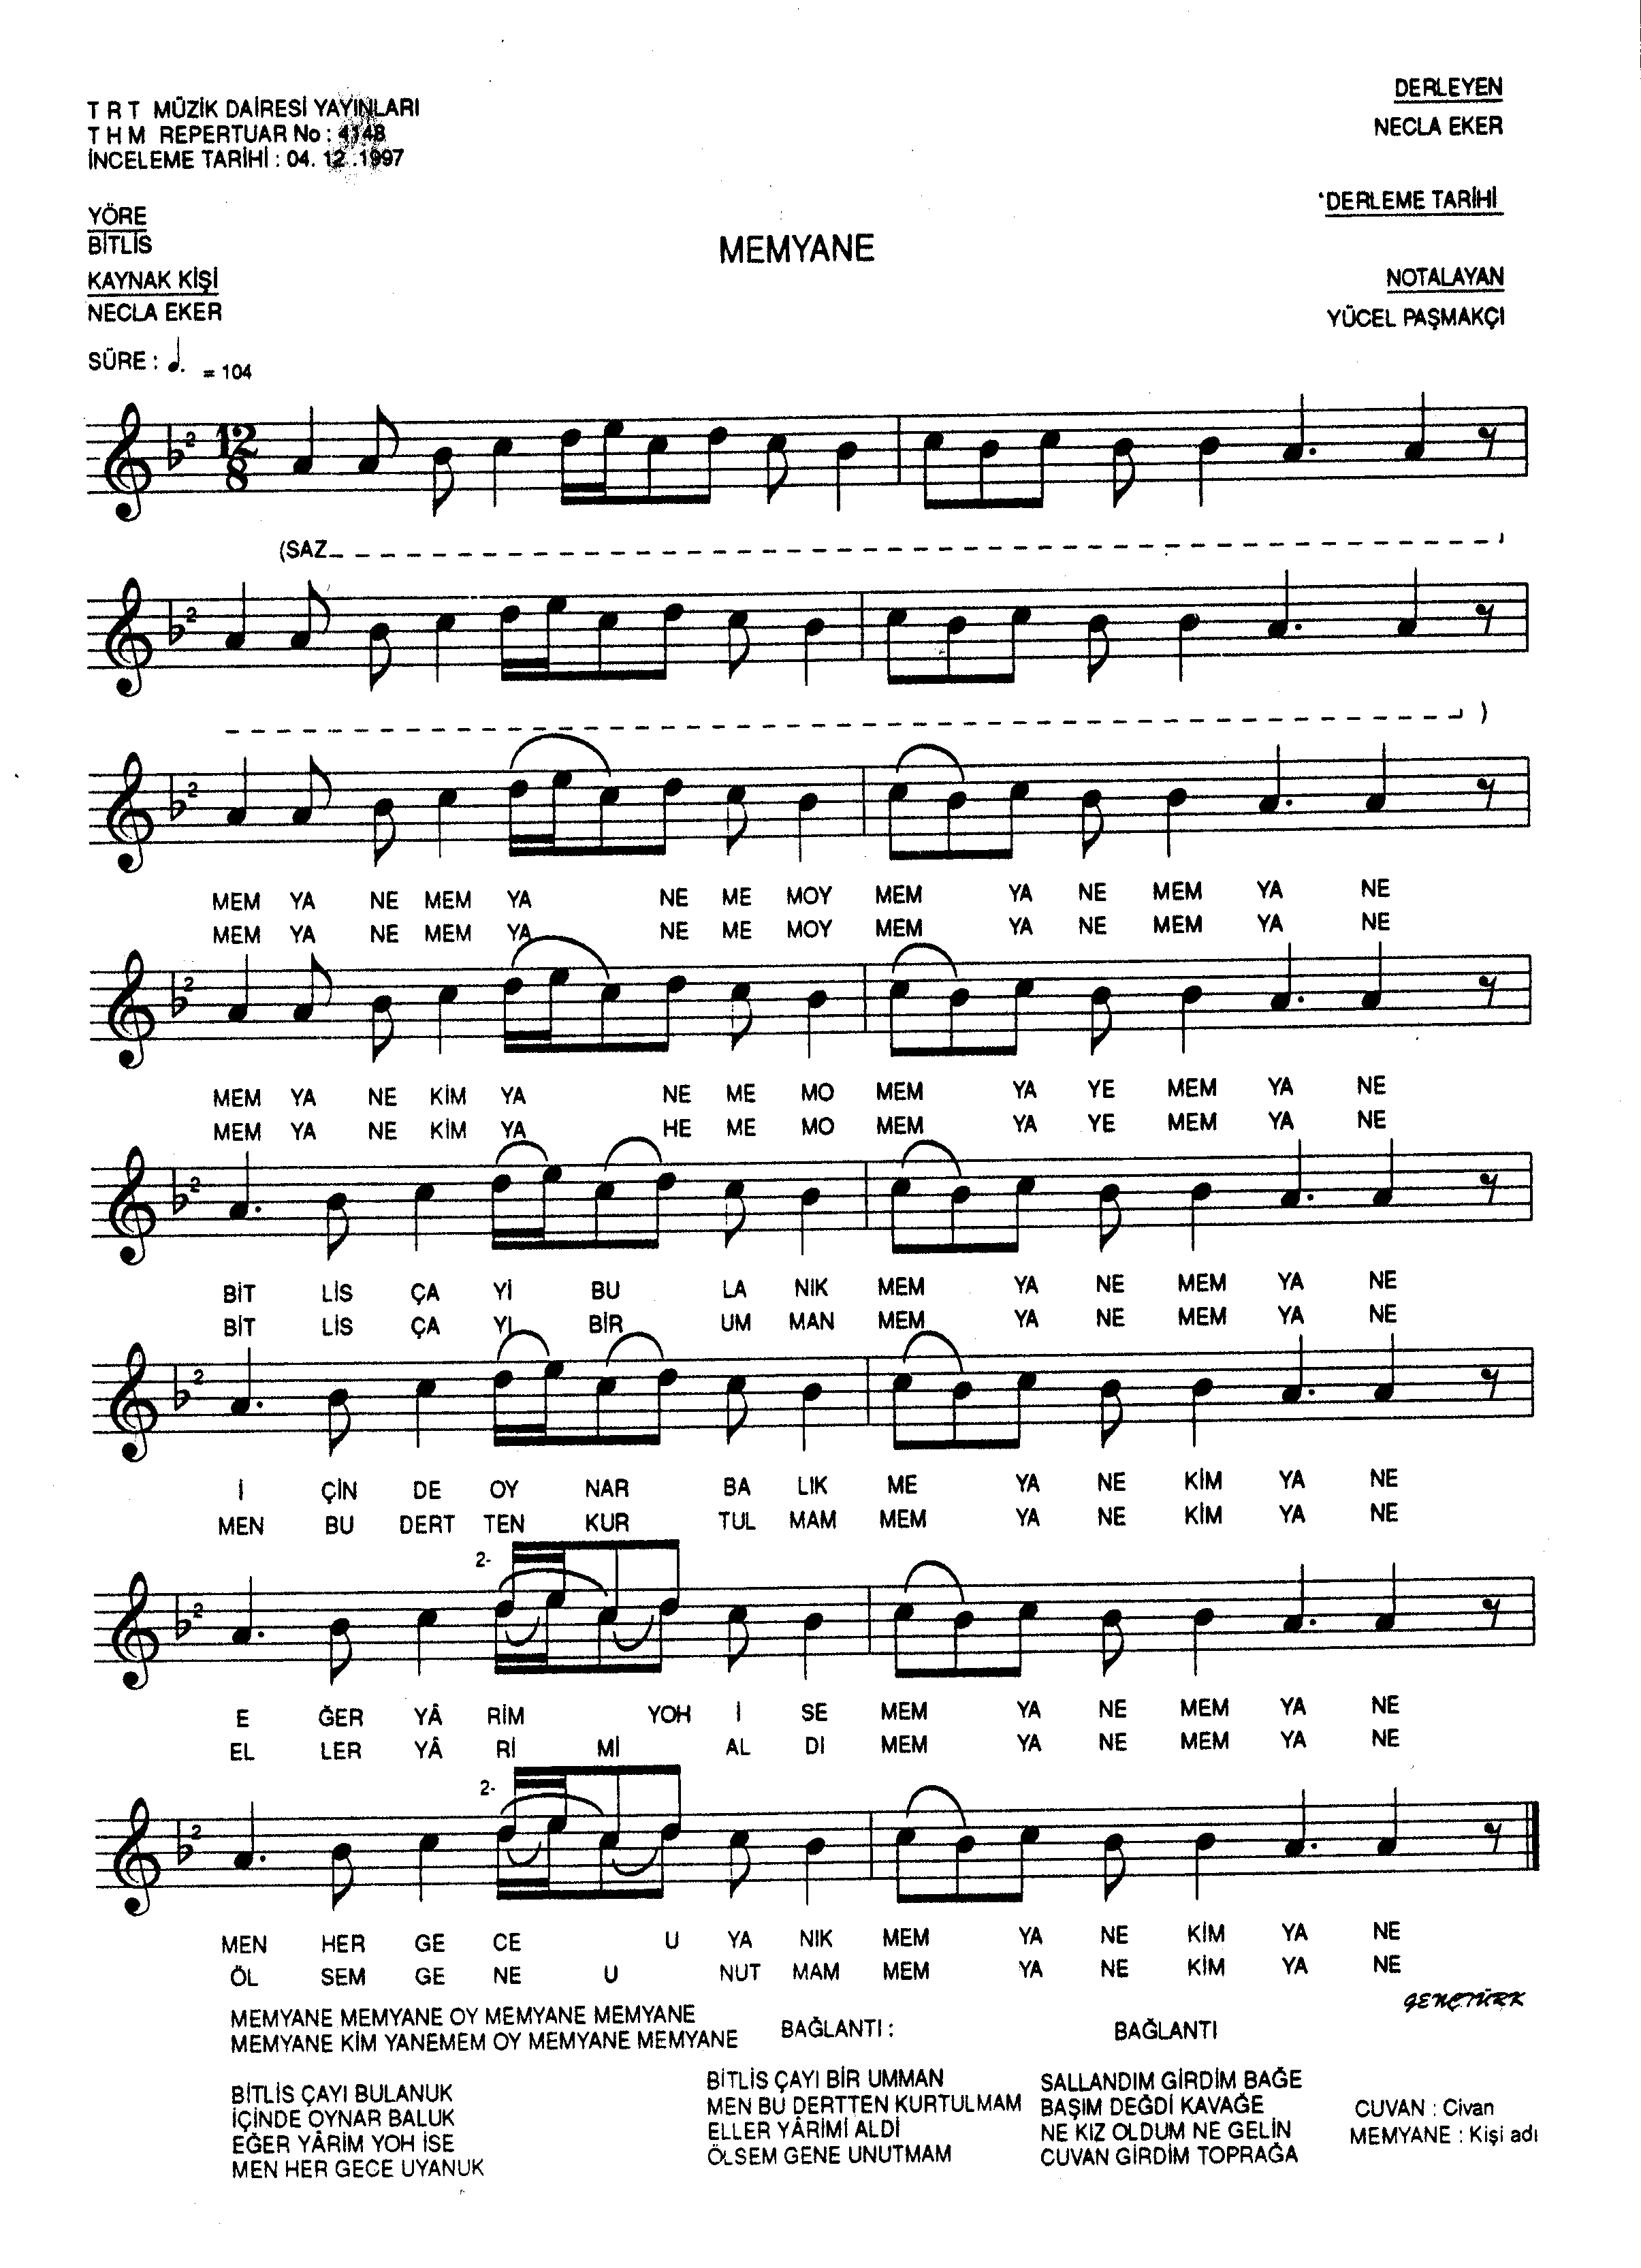 T R T MÜZİK DAİRESİ YAYINLARI
T H M REPERTUAR No : 4148
İNCELEME TARİHİ : 04. 12 .1997
DERLEYEN
NECLA EKER
YÖRE
BİTLİS
DERLEME TARİHİ
MEMYANE
KAYNAK KİŞİ
NECLA EKER
NOTALAYAN
YÜCEL PAŞMAKÇI
SÜRE : = 104
2 12 8
(SAZ
2
)
2
MEM YA NE MEM YA NE ME MOY MEM YA NE MEM YA NE
MEM YA NE MEM YA NE ME MOY MEM YA NE MEM YA NE
2
MEM YA NE KİM YA NE ME MO MEM YA YE MEM YA NE
MEM YA NE KİM YA HE ME MO MEM YA YE MEM YA NE
2
BİT LİS ÇA Yİ BU LA NIK MEM YA NE MEM YA NE
BİT LİS ÇA YI BİR UM MAN MEM YA NE MEM YA NE
2
İ ÇİN DE OY NAR BA LIK ME YA NE KİM YA NE
MEN BU DERT TEN KUR TUL MAM MEM YA NE KİM YA NE
2-
2
E ĞER YÂ RİM YOH İ SE MEM YA NE MEM YA NE
EL LER YÂ Rİ Mİ AL DI MEM YA NE MEM YA NE
2-
2
MEN HER GE CE U YA NIK MEM YA NE KİM YA NE
ÖL SEM GE NE U NUT MAM MEM YA NE KİM YA NE
GENÇTÜRK
MEMYANE MEMYANE OY MEMYANE MEMYANE
MEMYANE KİM YANEMEM OY MEMYANE MEMYANE
BAĞLANTI :
BAĞLANTI
BİTLİS ÇAYI BULANUK
İÇİNDE OYNAR BALUK
EĞER YÂRİM YOH İSE
MEN HER GECE UYANUK
BİTLİS ÇAYI BİR UMMAN
MEN BU DERTTEN KURTULMAM
ELLER YÂRİMİ ALDİ
ÖLSEM GENE UNUTMAM
SALLANDIM GİRDİM BAĞE
BAŞIM DEĞDİ KAVAĞE
NE KIZ OLDUM NE GELİN
CUVAN GİRDİM TOPRAĞA
CUVAN : Civan
MEMYANE : Kişi adı